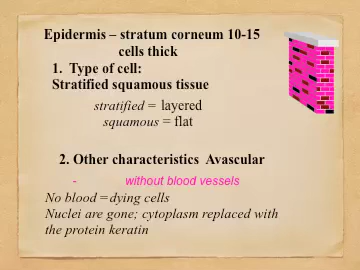 Epidermis – stratum corneum 10-15
cells thick
1. Type of cell:
Stratified squamous tissue
stratified = layered
squamous = flat
2. Other characteristics Avascular
- without blood vessels
No blood =dying cells
Nuclei are gone; cytoplasm replaced with
the protein keratin